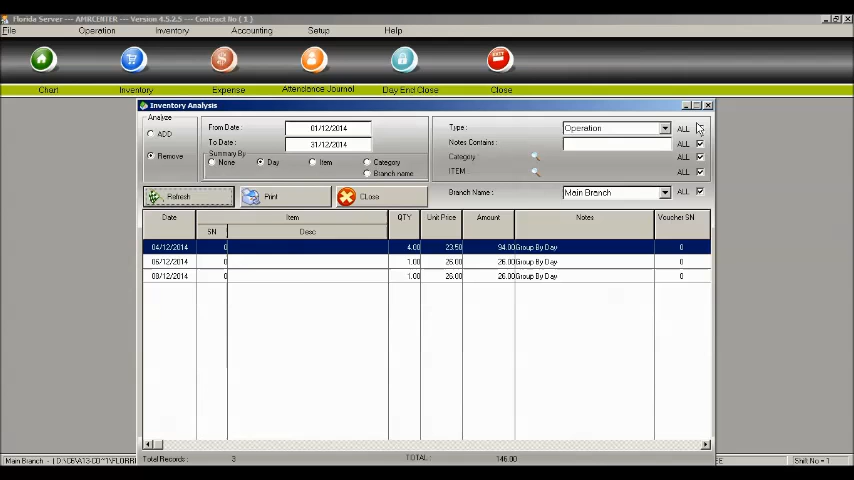 Florida Server --- AMRCENTER --- Version 4.5.2.5 -- Contract No ( 1 )
File Operation Inventory Accounting Setup Help
Chart Inventory Expense Attendance Journal Day End Close Close
Inventory Analysis
Analyze
ADD
Remove
From Date: 01/12/2014
To Date: 31/12/2014
Summary By
None Day Item Category
Branch name
Type: Operation ALL
Notes Contains: ALL
Category: ALL
ITEM: ALL
Branch Name: Main Branch ALL
Refresh Print CLose
Date Item QTY Unit Price Amount Notes Voucher SN
SN Desc
04/12/2014 0 4.00 23.50 94.00 Group By Day 0
06/12/2014 0 1.00 26.00 26.00 Group By Day 0
08/12/2014 0 1.00 26.00 26.00 Group By Day 0
Total Records : 3 TOTAL : 146.00
Main Branch - Shift No = 1